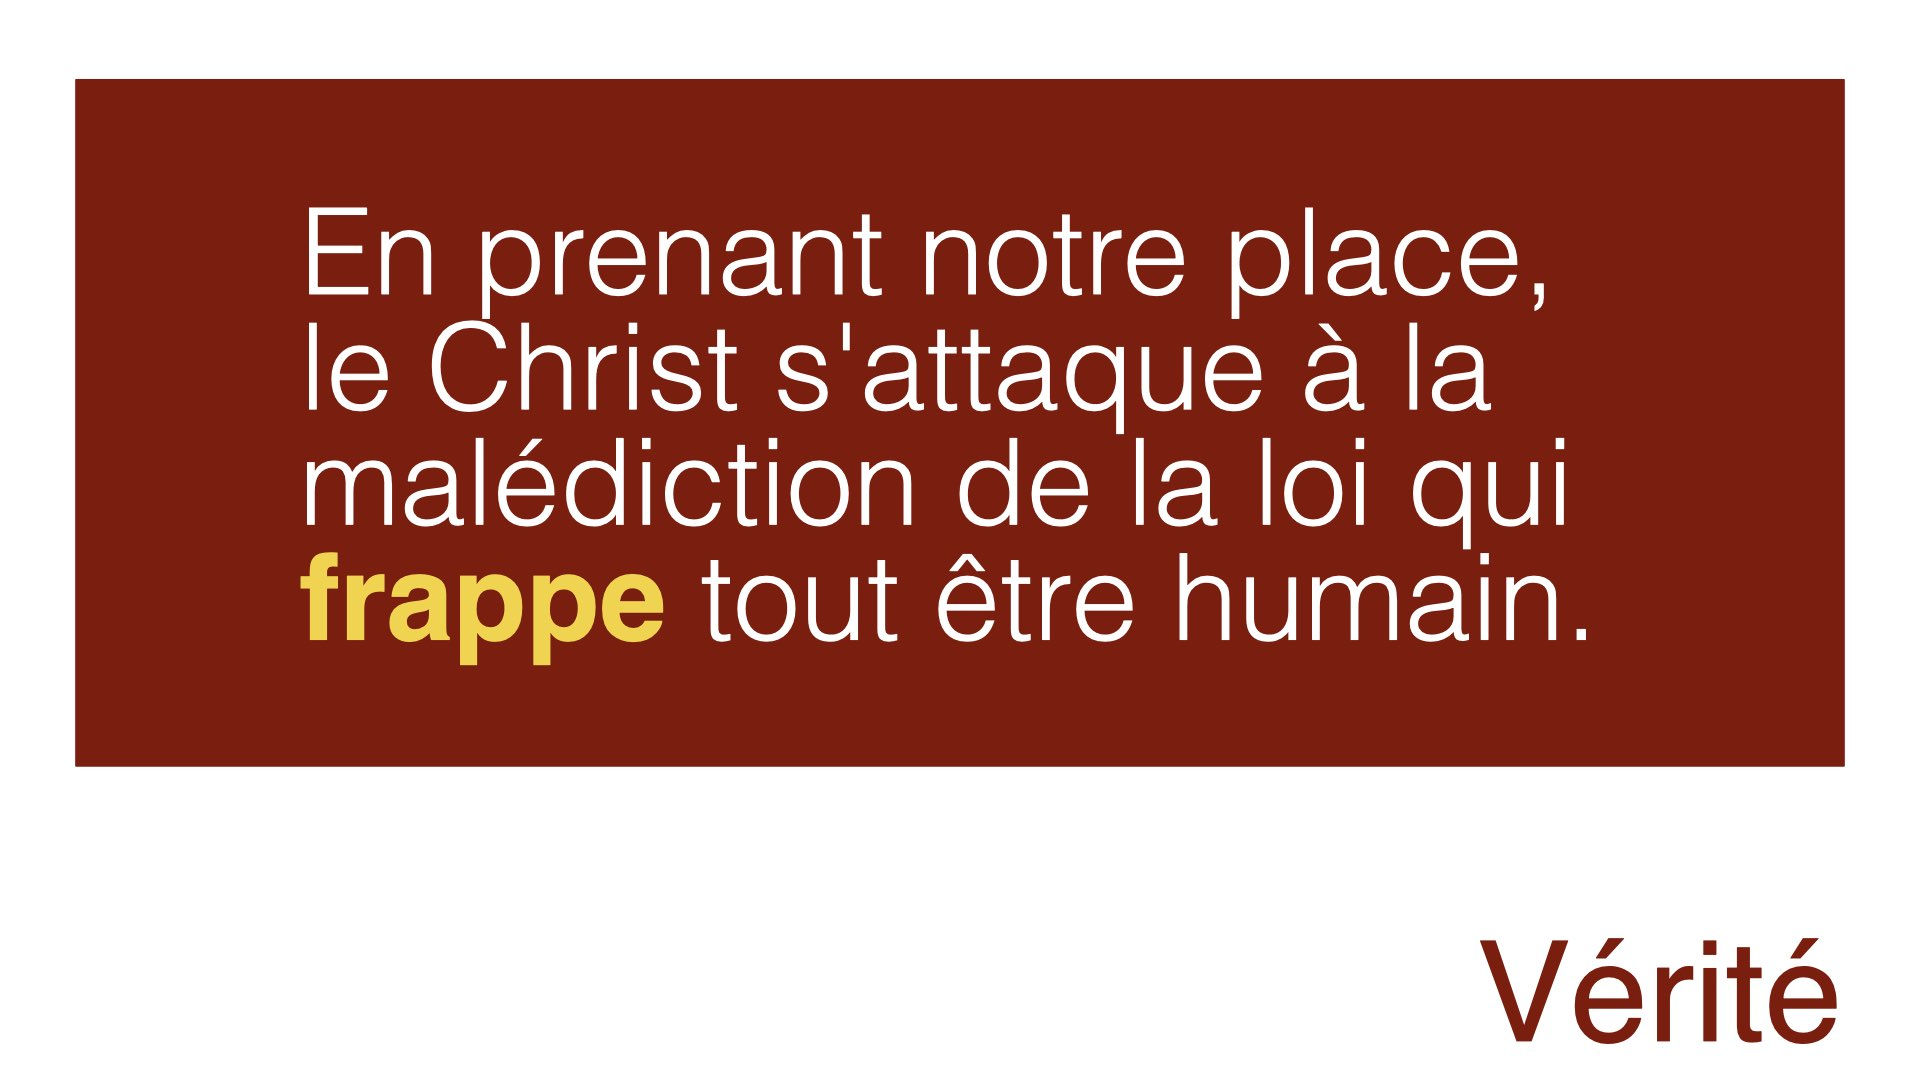 En prenant notre place,
le Christ s'attaque à la
malédiction de la loi qui
frappe tout être humain.
Vérité